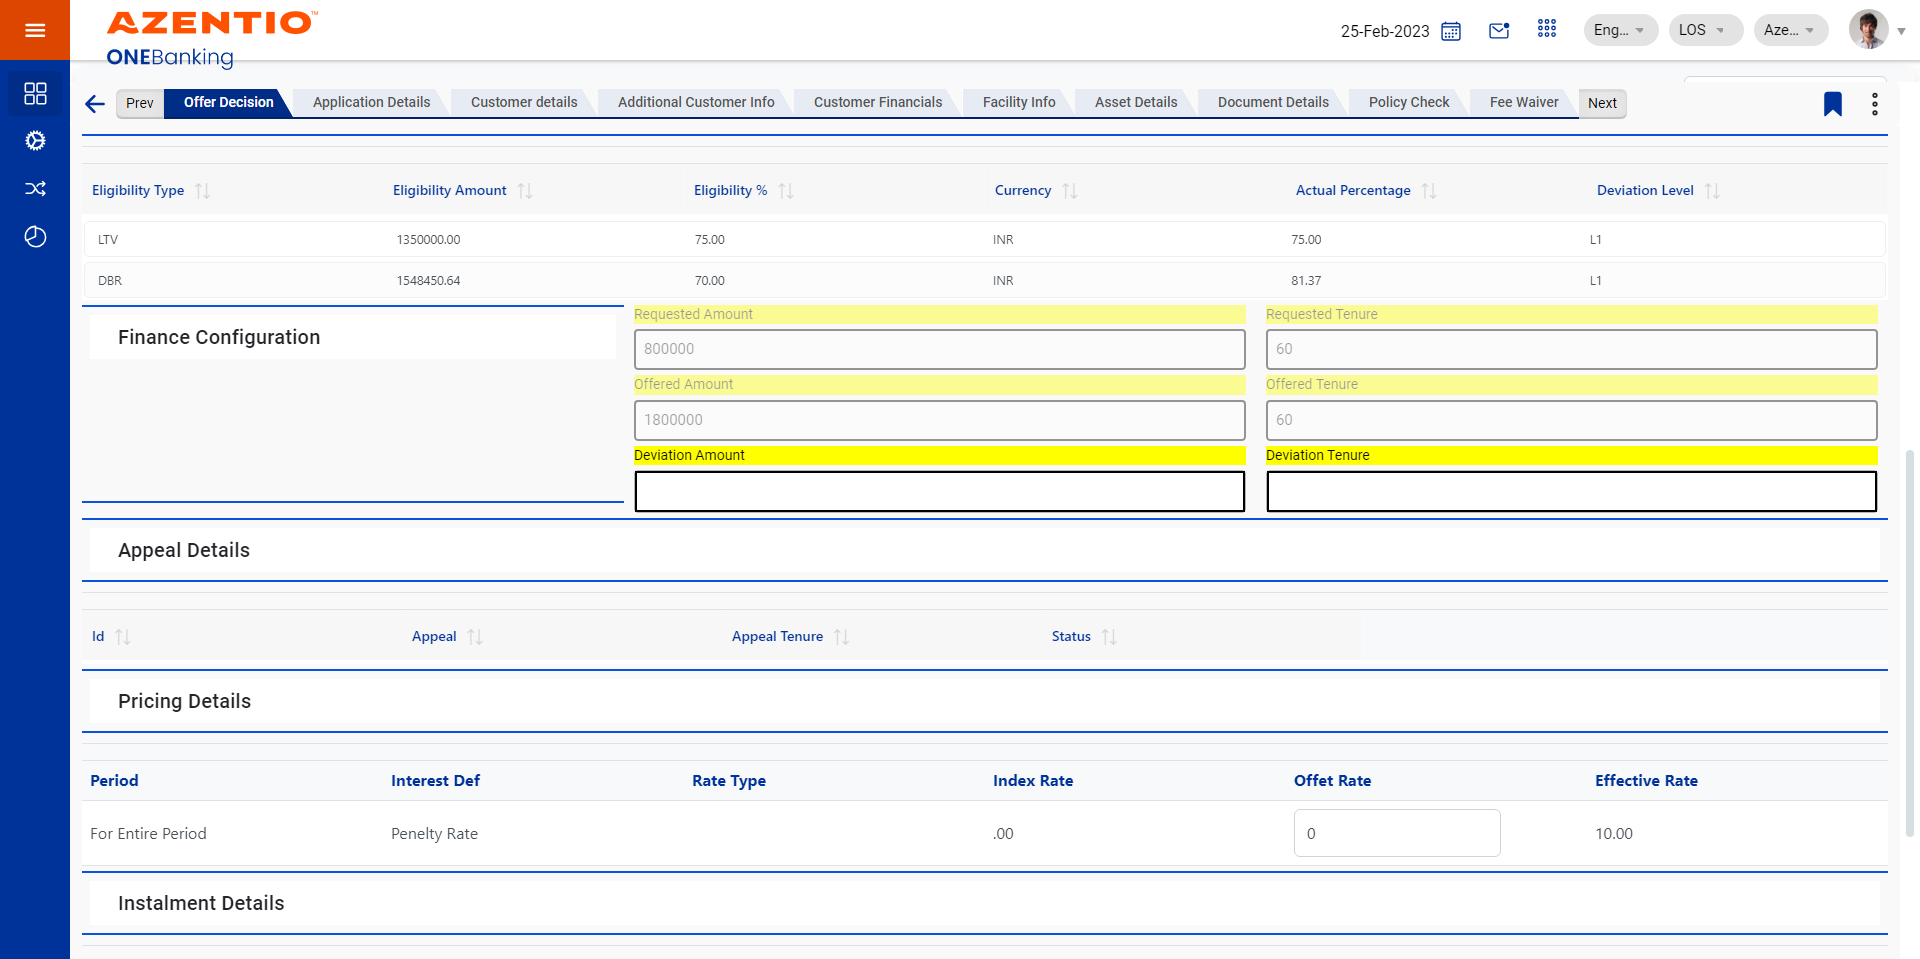 AZENTIO™
ONEBanking
25-Feb-2023
Eng...
LOS
Aze...
Prev
Offer Decision
Application Details
Customer details
Additional Customer Info
Customer Financials
Facility Info
Asset Details
Document Details
Policy Check
Fee Waiver
Next
Eligibility Type Eligibility Amount Eligibility % Currency Actual Percentage Deviation Level
LTV 1350000.00 75.00 INR 75.00 L1
DBR 1548450.64 70.00 INR 81.37 L1
Finance Configuration
Requested Amount Requested Tenure
800000 60
Offered Amount Offered Tenure
1800000 60
Deviation Amount Deviation Tenure
Appeal Details
Id Appeal Appeal Tenure Status
Pricing Details
Period Interest Def Rate Type Index Rate Offet Rate Effective Rate
For Entire Period Penelty Rate .00 0 10.00
Instalment Details